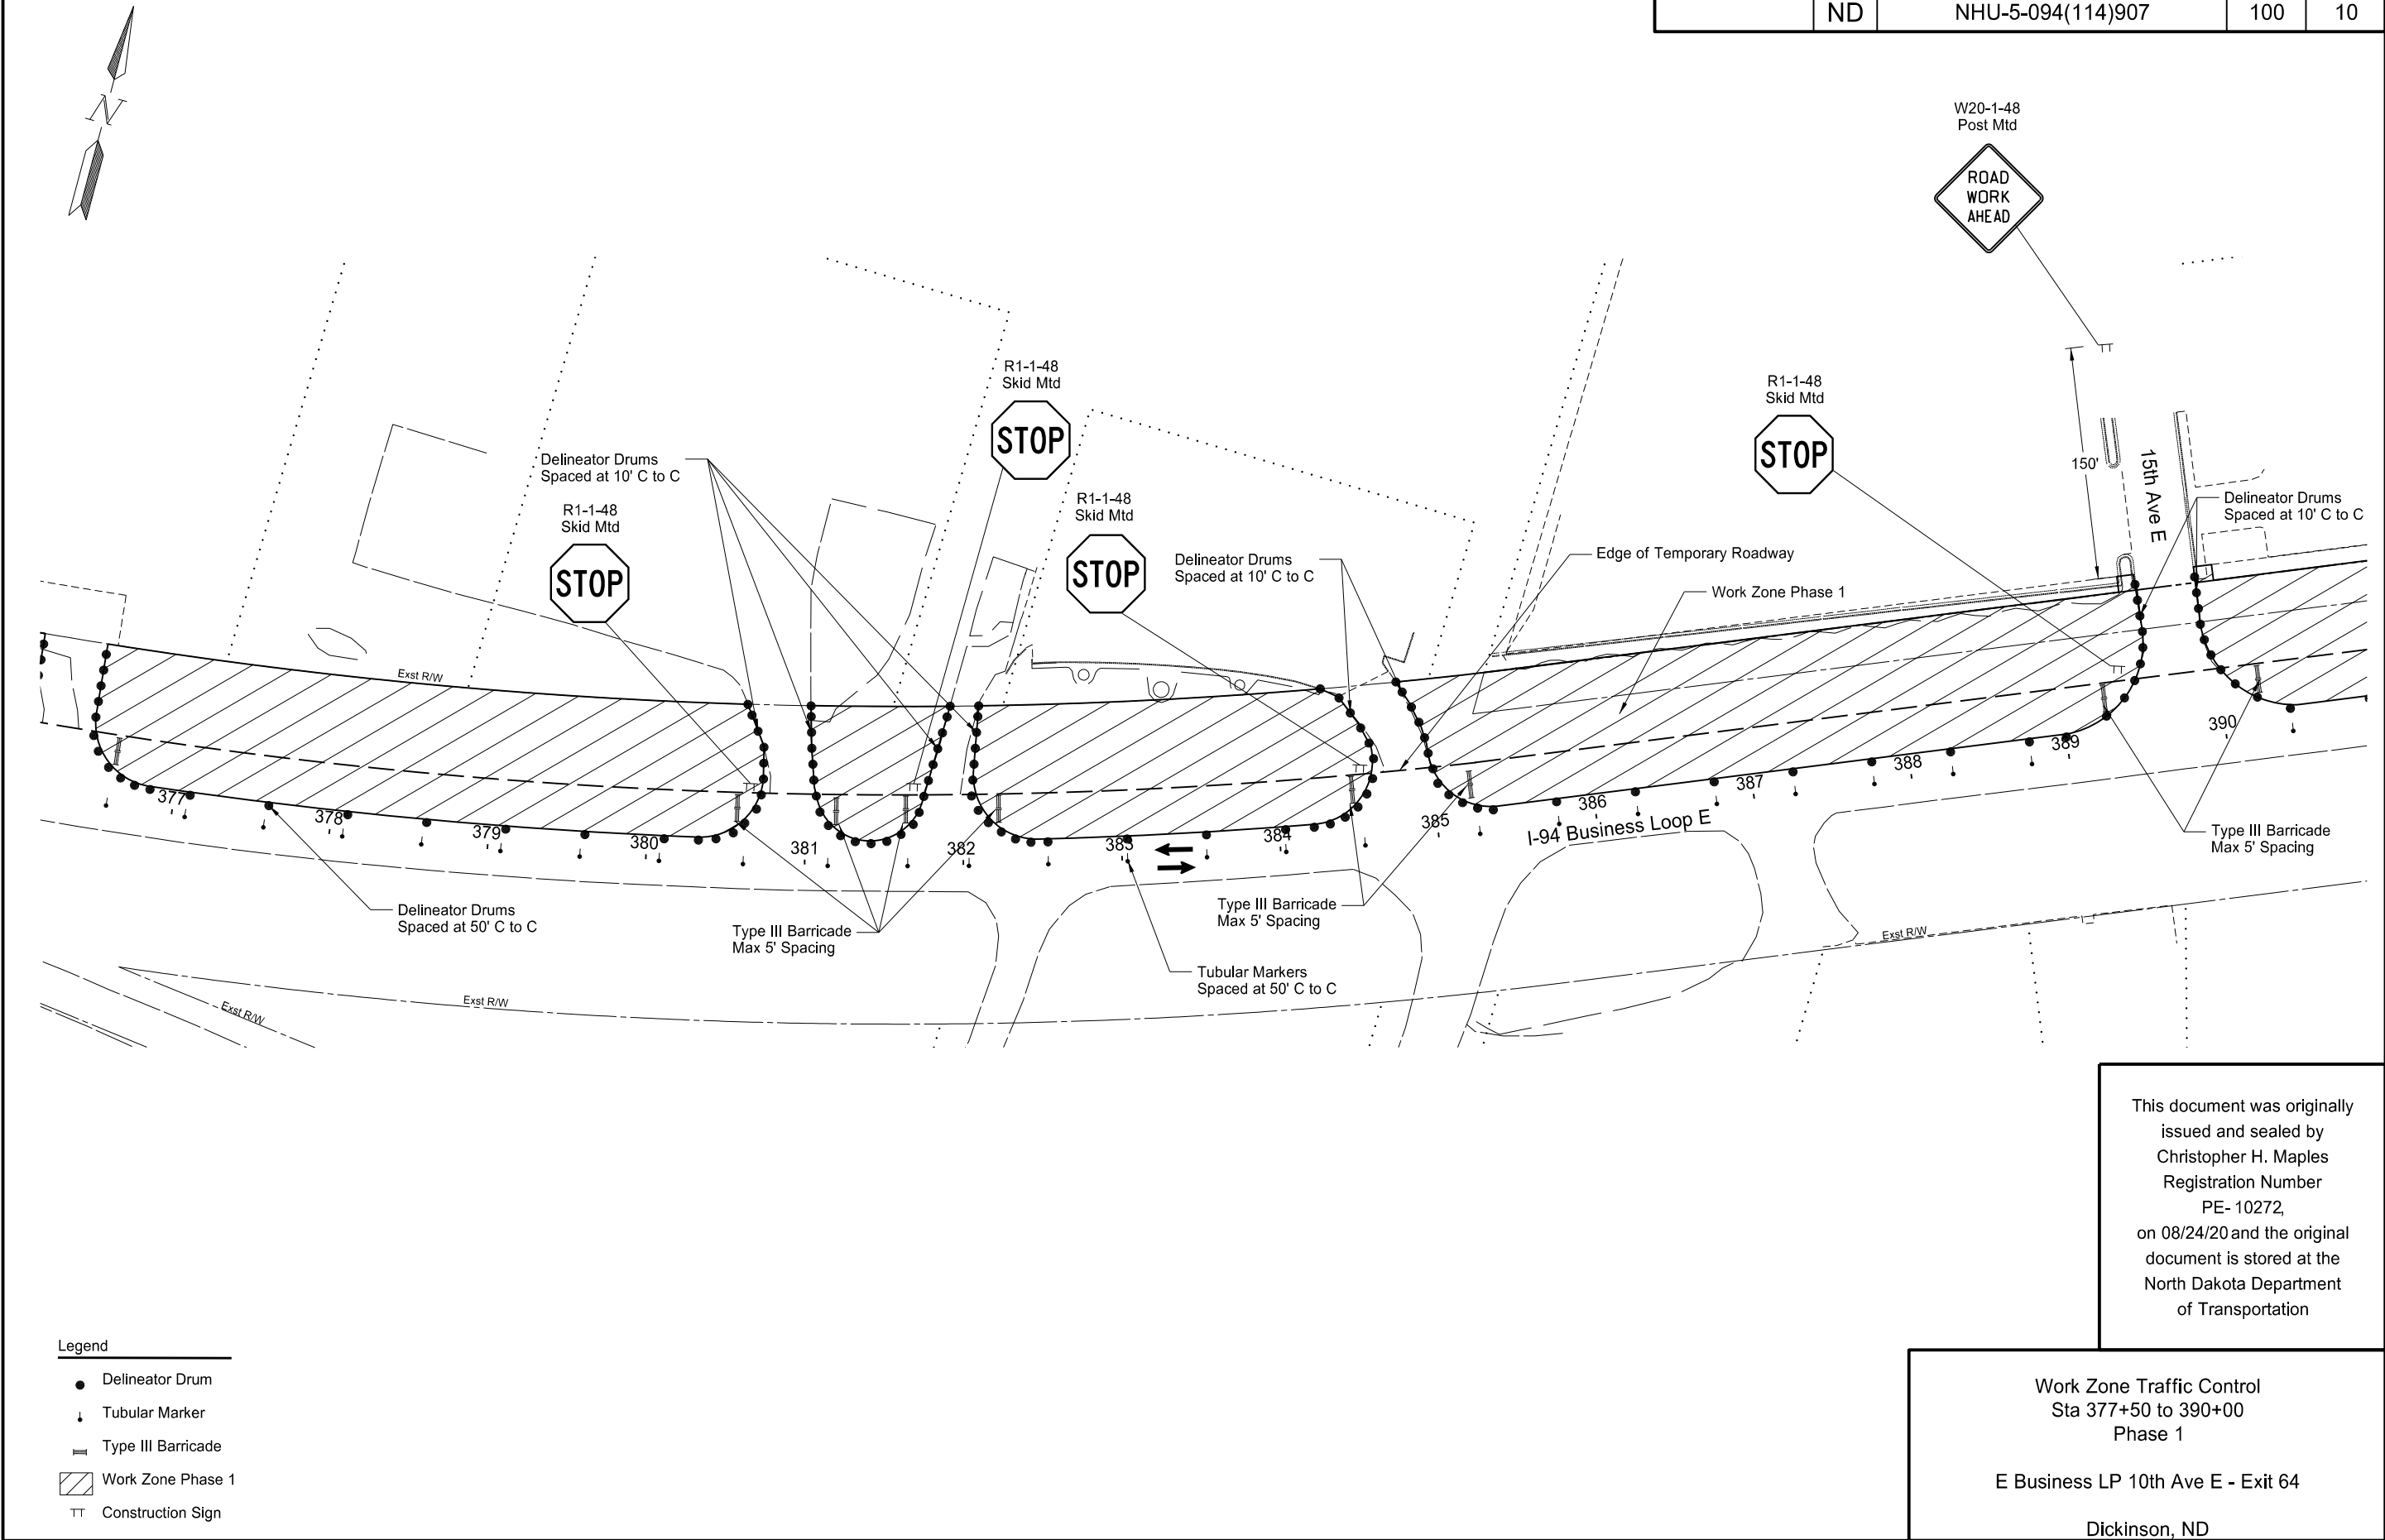 ND NHU-5-094(114)907 100 10
N
W20-1-48
Post Mtd
ROAD
WORK
AHEAD
R1-1-48
Skid Mtd
STOP
R1-1-48
Skid Mtd
STOP
Delineator Drums
Spaced at 10' C to C
R1-1-48
Skid Mtd
STOP
R1-1-48
Skid Mtd
STOP
Delineator Drums
Spaced at 10' C to C
Edge of Temporary Roadway
Work Zone Phase 1
150'
15th Ave E
Delineator Drums
Spaced at 10' C to C
Exst R/W
377
378
379
380
381
382
383
384
385
386
387
388
389
390
I-94 Business Loop E
Type III Barricade
Max 5' Spacing
Delineator Drums
Spaced at 50' C to C
Type III Barricade
Max 5' Spacing
Type III Barricade
Max 5' Spacing
Tubular Markers
Spaced at 50' C to C
Exst R/W
Exst R/W
Exst R/W
This document was originally
issued and sealed by
Christopher H. Maples
Registration Number
PE- 10272,
on 08/24/20 and the original
document is stored at the
North Dakota Department
of Transportation
Legend
Delineator Drum
Tubular Marker
Type III Barricade
Work Zone Phase 1
Construction Sign
Work Zone Traffic Control
Sta 377+50 to 390+00
Phase 1
E Business LP 10th Ave E - Exit 64
Dickinson, ND